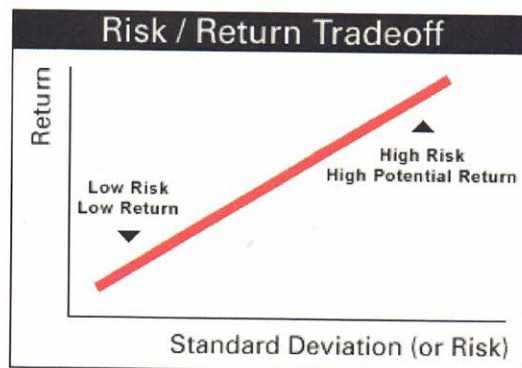 Risk / Return Tradeoff
Return
Low Risk
Low Return
High Risk
High Potential Return
Standard Deviation (or Risk)